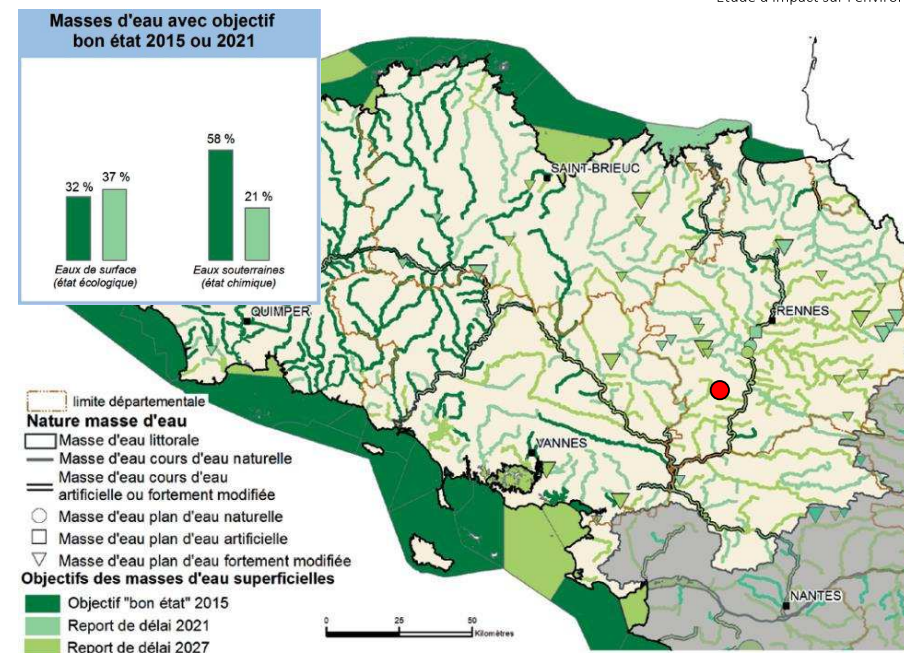 Etude d'impact sur l'enviro
Masses d'eau avec objectif
bon état 2015 ou 2021
58 %
32 %
37 %
21 %
Eaux de surface
(état écologique)
Eaux souterraines
(état chimique)
SAINT-BRIEUC
QUIMPER
RENNES
VANNES
NANTES
limite départementale
Nature masse d'eau
Masse d'eau littorale
Masse d'eau cours d'eau naturelle
Masse d'eau cours d'eau
artificielle ou fortement modifiée
Masse d'eau plan d'eau naturelle
Masse d'eau plan d'eau artificielle
Masse d'eau plan d'eau fortement modifiée
Objectifs des masses d'eau superficielles
Objectif "bon état" 2015
Report de délai 2021
Report de délai 2027
0 25 50
Kilomètres